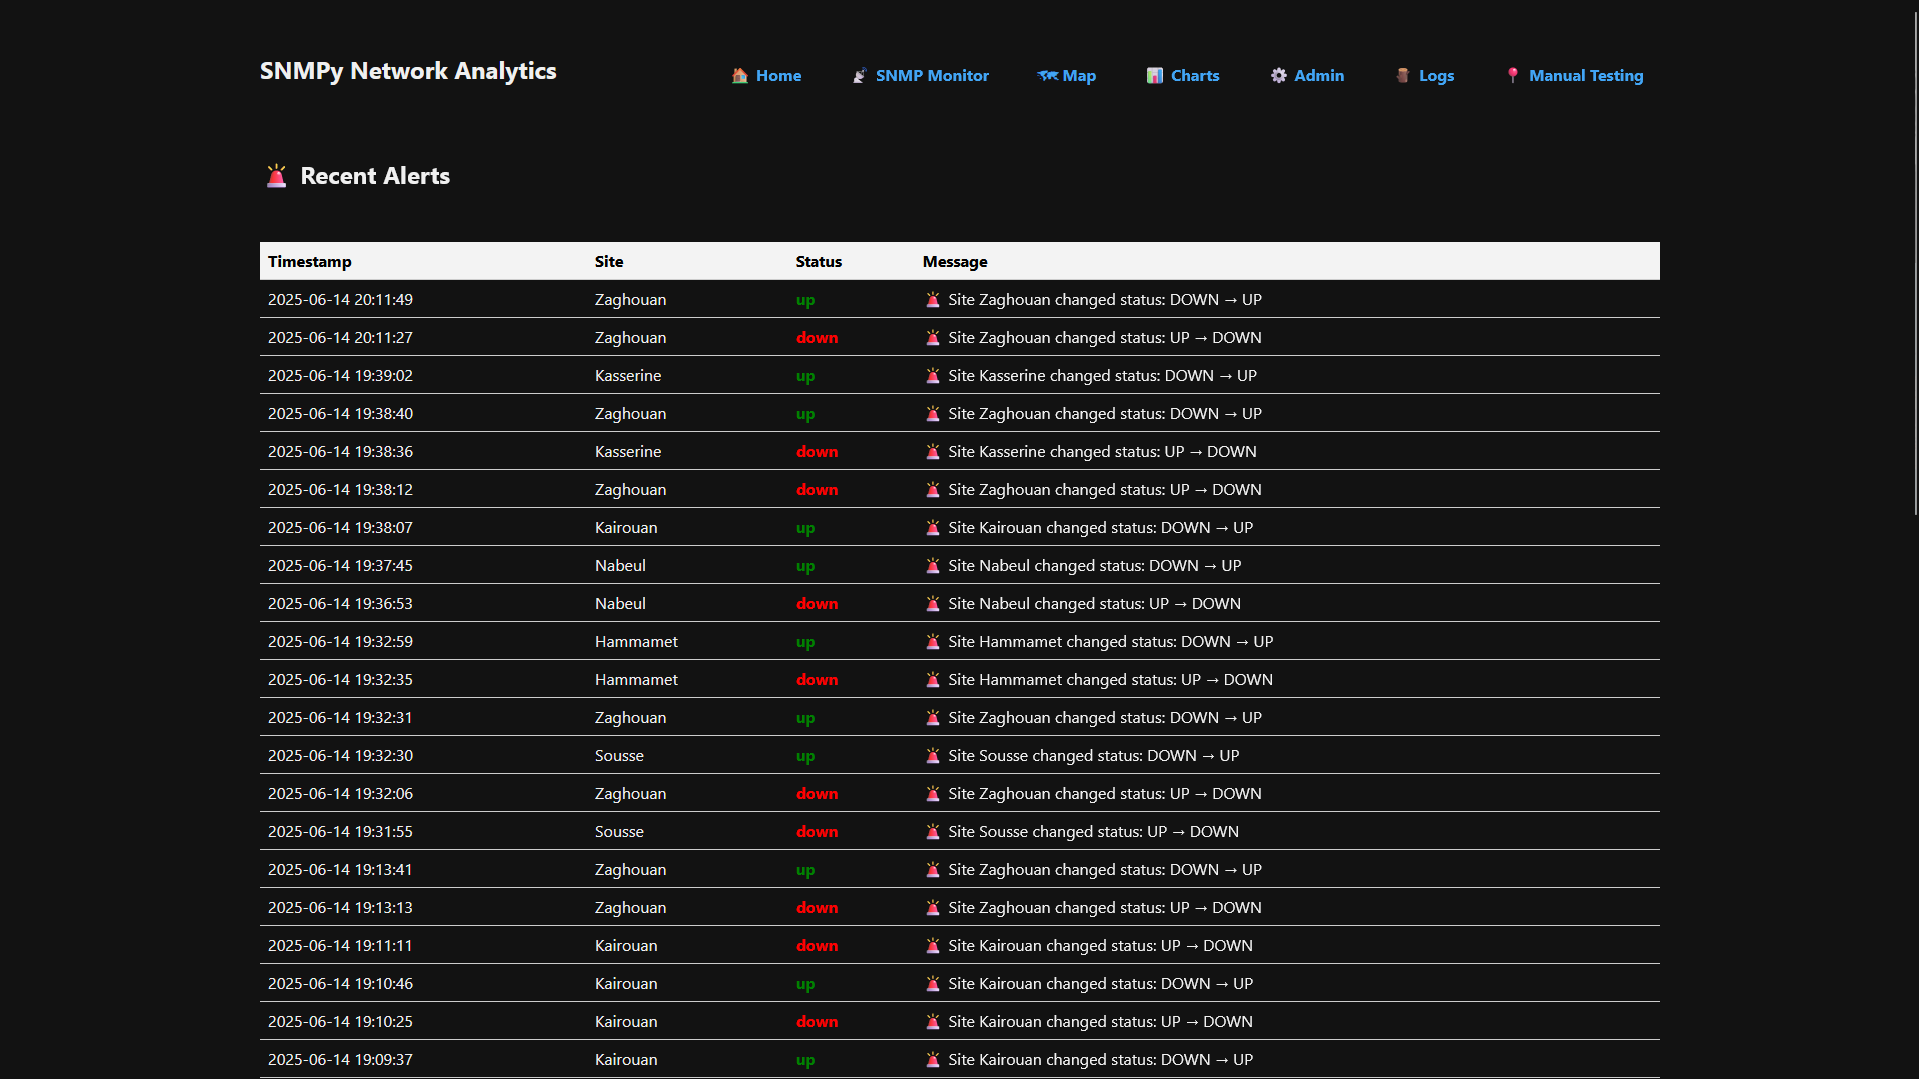 SNMPy Network Analytics
Home SNMP Monitor Map Charts Admin Logs Manual Testing
Recent Alerts
Timestamp Site Status Message
2025-06-14 20:11:49 Zaghouan up Site Zaghouan changed status: DOWN → UP
2025-06-14 20:11:27 Zaghouan down Site Zaghouan changed status: UP → DOWN
2025-06-14 19:39:02 Kasserine up Site Kasserine changed status: DOWN → UP
2025-06-14 19:38:40 Zaghouan up Site Zaghouan changed status: DOWN → UP
2025-06-14 19:38:36 Kasserine down Site Kasserine changed status: UP → DOWN
2025-06-14 19:38:12 Zaghouan down Site Zaghouan changed status: UP → DOWN
2025-06-14 19:38:07 Kairouan up Site Kairouan changed status: DOWN → UP
2025-06-14 19:37:45 Nabeul up Site Nabeul changed status: DOWN → UP
2025-06-14 19:36:53 Nabeul down Site Nabeul changed status: UP → DOWN
2025-06-14 19:32:59 Hammamet up Site Hammamet changed status: DOWN → UP
2025-06-14 19:32:35 Hammamet down Site Hammamet changed status: UP → DOWN
2025-06-14 19:32:31 Zaghouan up Site Zaghouan changed status: DOWN → UP
2025-06-14 19:32:30 Sousse up Site Sousse changed status: DOWN → UP
2025-06-14 19:32:06 Zaghouan down Site Zaghouan changed status: UP → DOWN
2025-06-14 19:31:55 Sousse down Site Sousse changed status: UP → DOWN
2025-06-14 19:13:41 Zaghouan up Site Zaghouan changed status: DOWN → UP
2025-06-14 19:13:13 Zaghouan down Site Zaghouan changed status: UP → DOWN
2025-06-14 19:11:11 Kairouan down Site Kairouan changed status: UP → DOWN
2025-06-14 19:10:46 Kairouan up Site Kairouan changed status: DOWN → UP
2025-06-14 19:10:25 Kairouan down Site Kairouan changed status: UP → DOWN
2025-06-14 19:09:37 Kairouan up Site Kairouan changed status: DOWN → UP